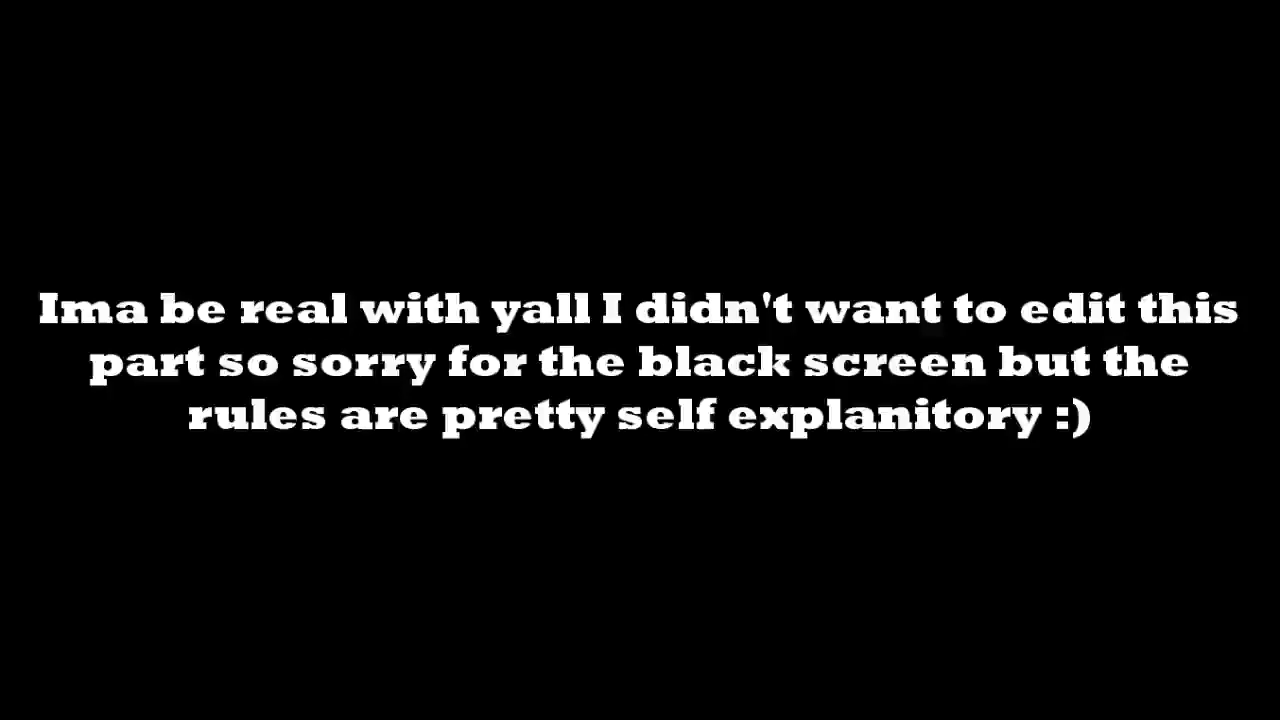 Ima be real with yall I didn't want to edit this
part so sorry for the black screen but the
rules are pretty self explanitory :)